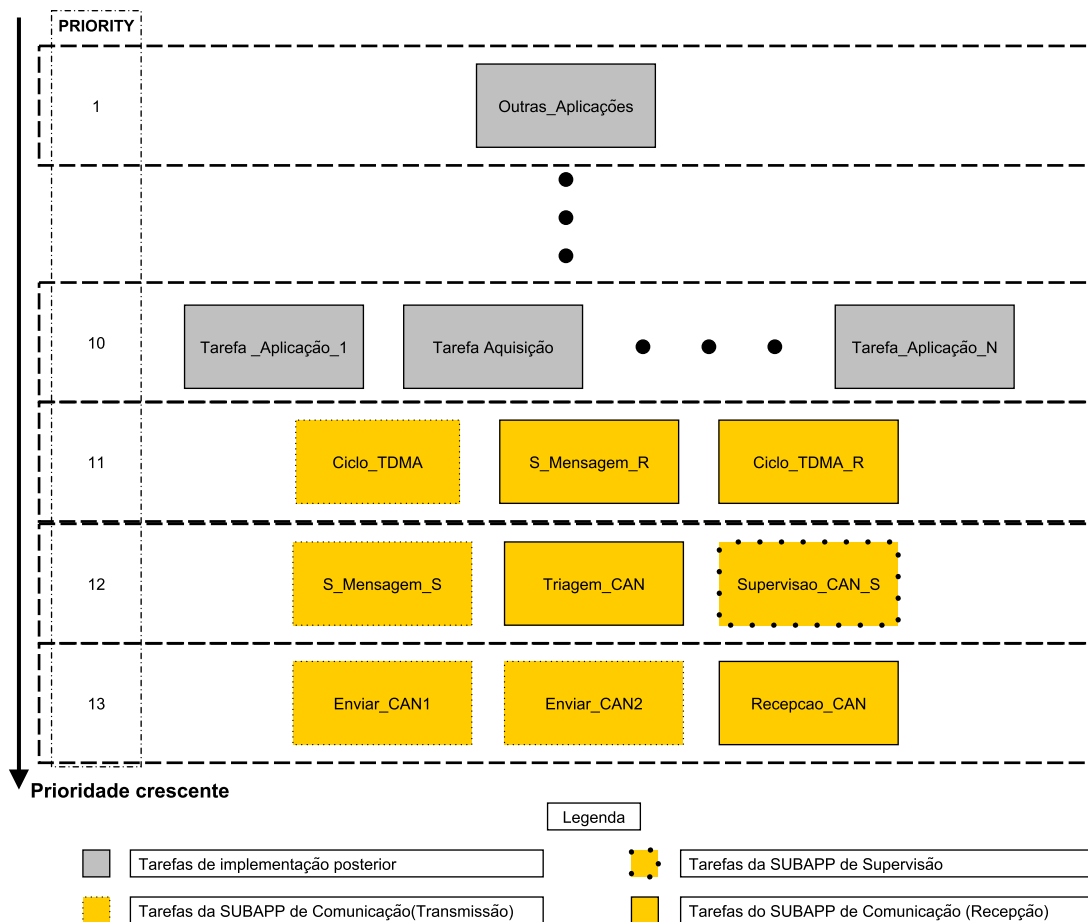 PRIORITY
1
Outras_Aplicações
10
Tarefa _Aplicação_1
Tarefa Aquisição
Tarefa_Aplicação_N
11
Ciclo_TDMA
S_Mensagem_R
Ciclo_TDMA_R
12
S_Mensagem_S
Triagem_CAN
Supervisao_CAN_S
13
Enviar_CAN1
Enviar_CAN2
Recepcao_CAN
Prioridade crescente
Legenda
Tarefas de implementação posterior
Tarefas da SUBAPP de Supervisão
Tarefas da SUBAPP de Comunicação(Transmissão)
Tarefas do SUBAPP de Comunicação (Recepção)